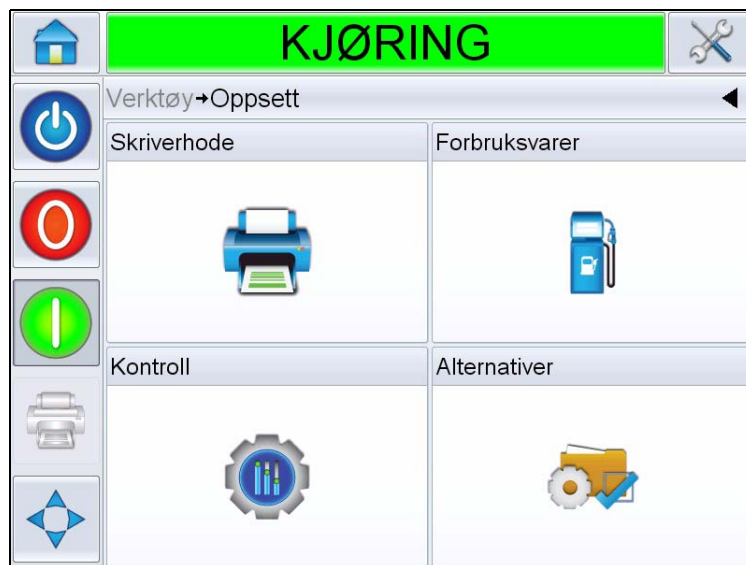 KJØRING
Verktøy→Oppsett
Skriverhode
Forbruksvarer
Kontroll
Alternativer